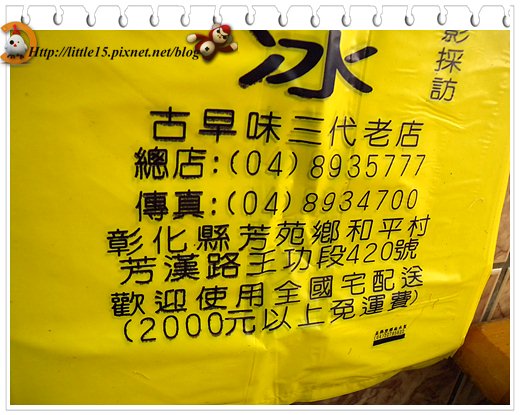 Http://little15.pixnet.net/blog
影採訪
冰
古早味三代老店
總店:(04)8935777
傳真:(04)8934700
彰化縣芳苑鄉和平村
芳漢路王功段420號
歡迎使用全國宅配送
(2000元以上免運費)